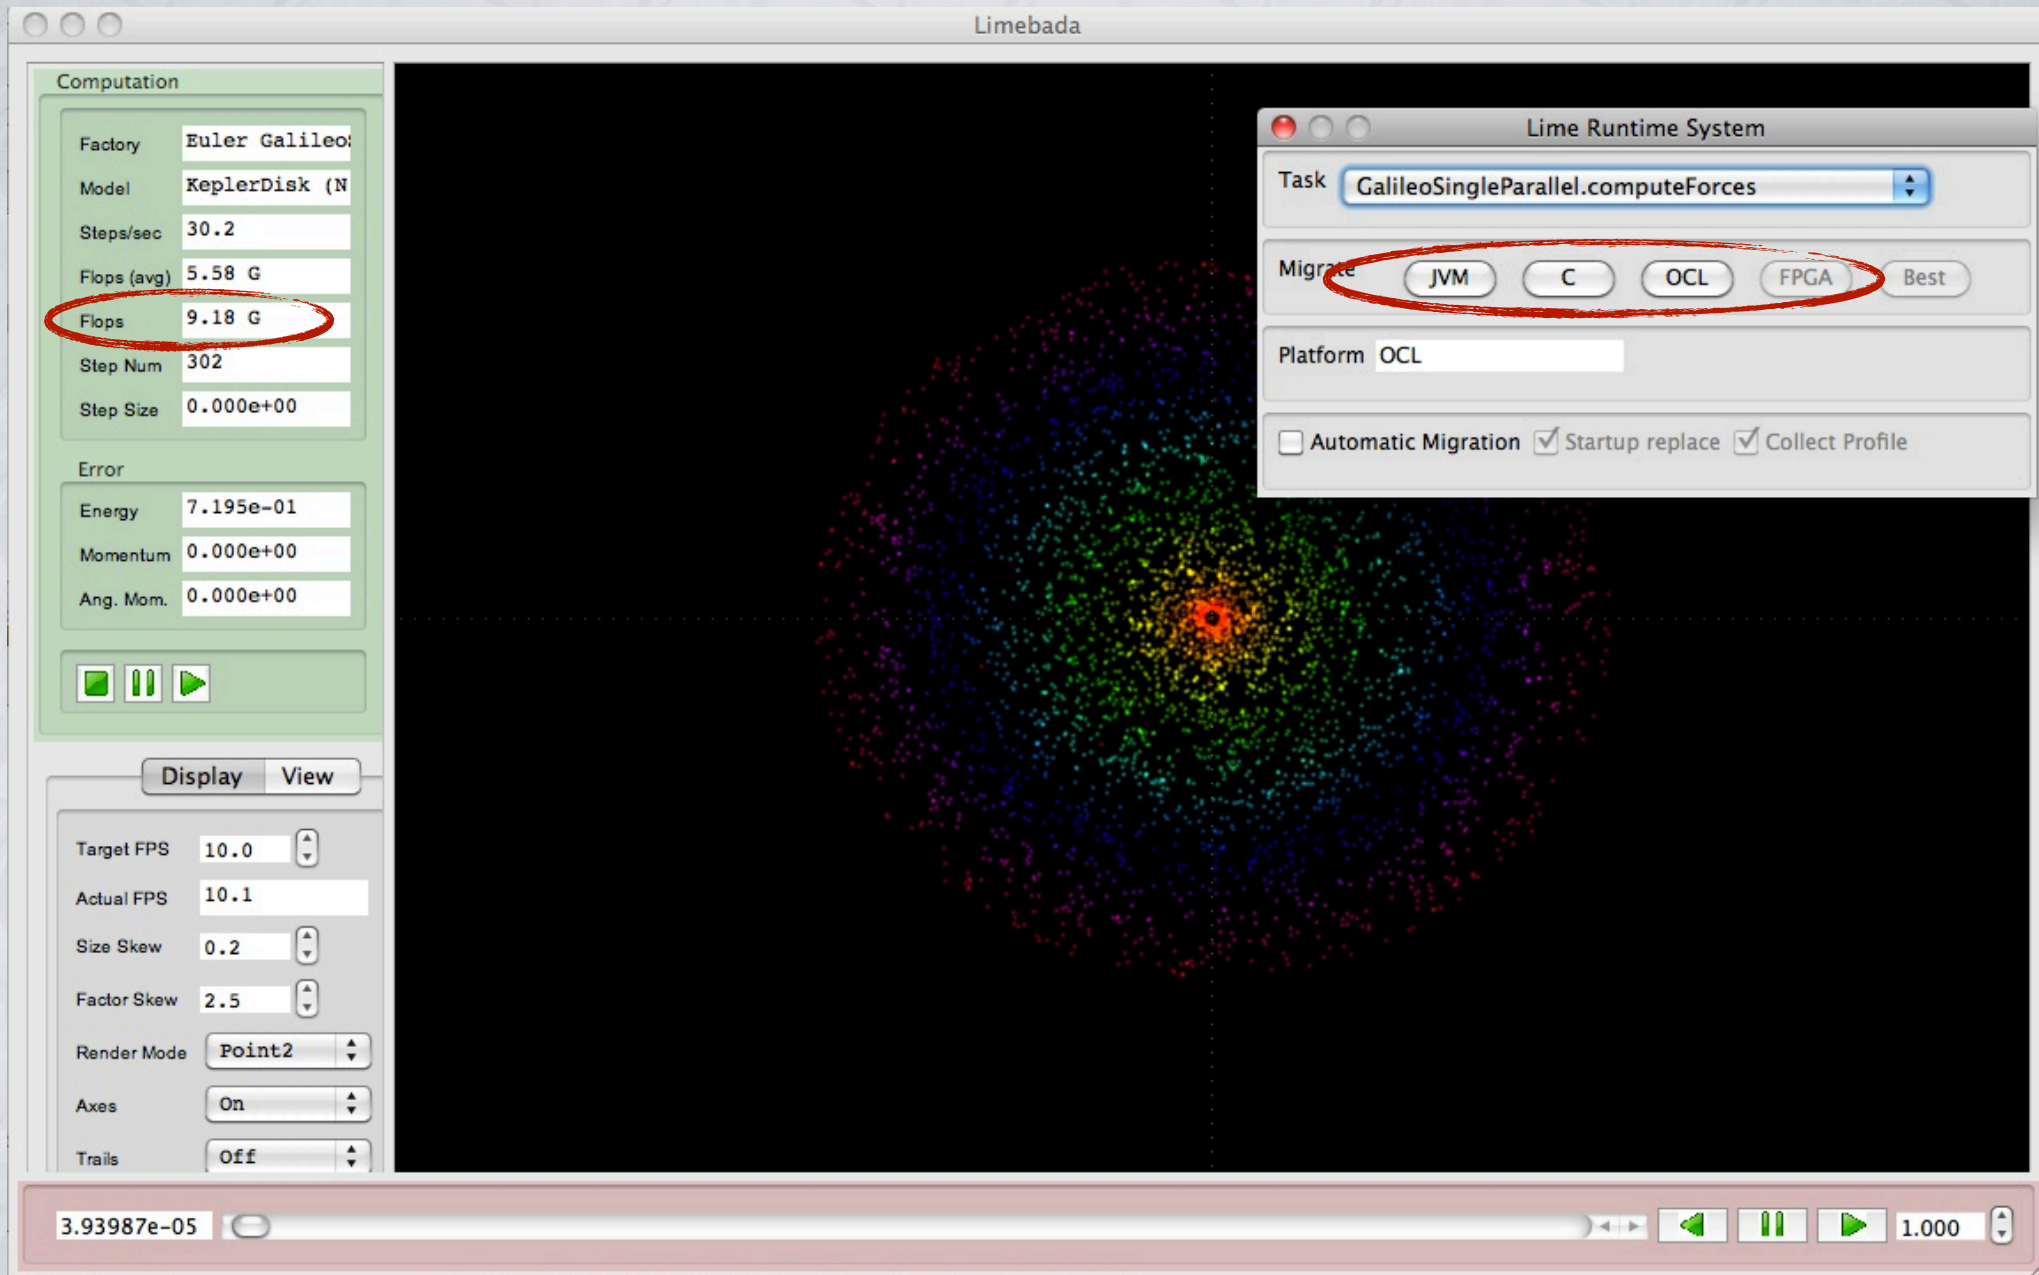 Limebada
Computation
Factory Euler Galileo
Model KeplerDisk (N
Steps/sec 30.2
Flops (avg) 5.58 G
Flops 9.18 G
Step Num 302
Step Size 0.000e+00
Error
Energy 7.195e-01
Momentum 0.000e+00
Ang. Mom. 0.000e+00
Display View
Target FPS 10.0
Actual FPS 10.1
Size Skew 0.2
Factor Skew 2.5
Render Mode Point2
Axes On
Trails Off
Lime Runtime System
Task GalileoSingleParallel.computeForces
Migrate JVM C OCL FPGA Best
Platform OCL
Automatic Migration Startup replace Collect Profile
3.93987e-05 1.000